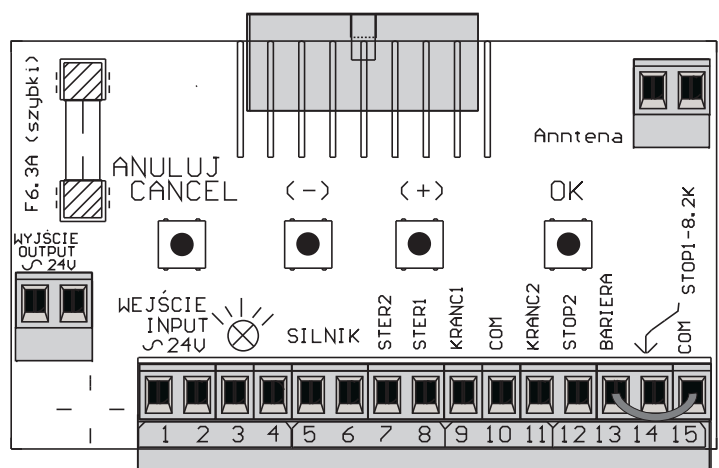 F6.3A (szybki)
Anntena
ANULUJ
CANCEL
(-)
(+)
OK
WYJŚCIE
OUTPUT
∿ 24V
WEJŚCIE
INPUT
∿ 24V
SILNIK
STER2
STER1
KRANC1
COM
KRANC2
STOP2
BARIERA
STOP1-8.2K
COM
1 2 3 4 5 6 7 8 9 10 11 12 13 14 15